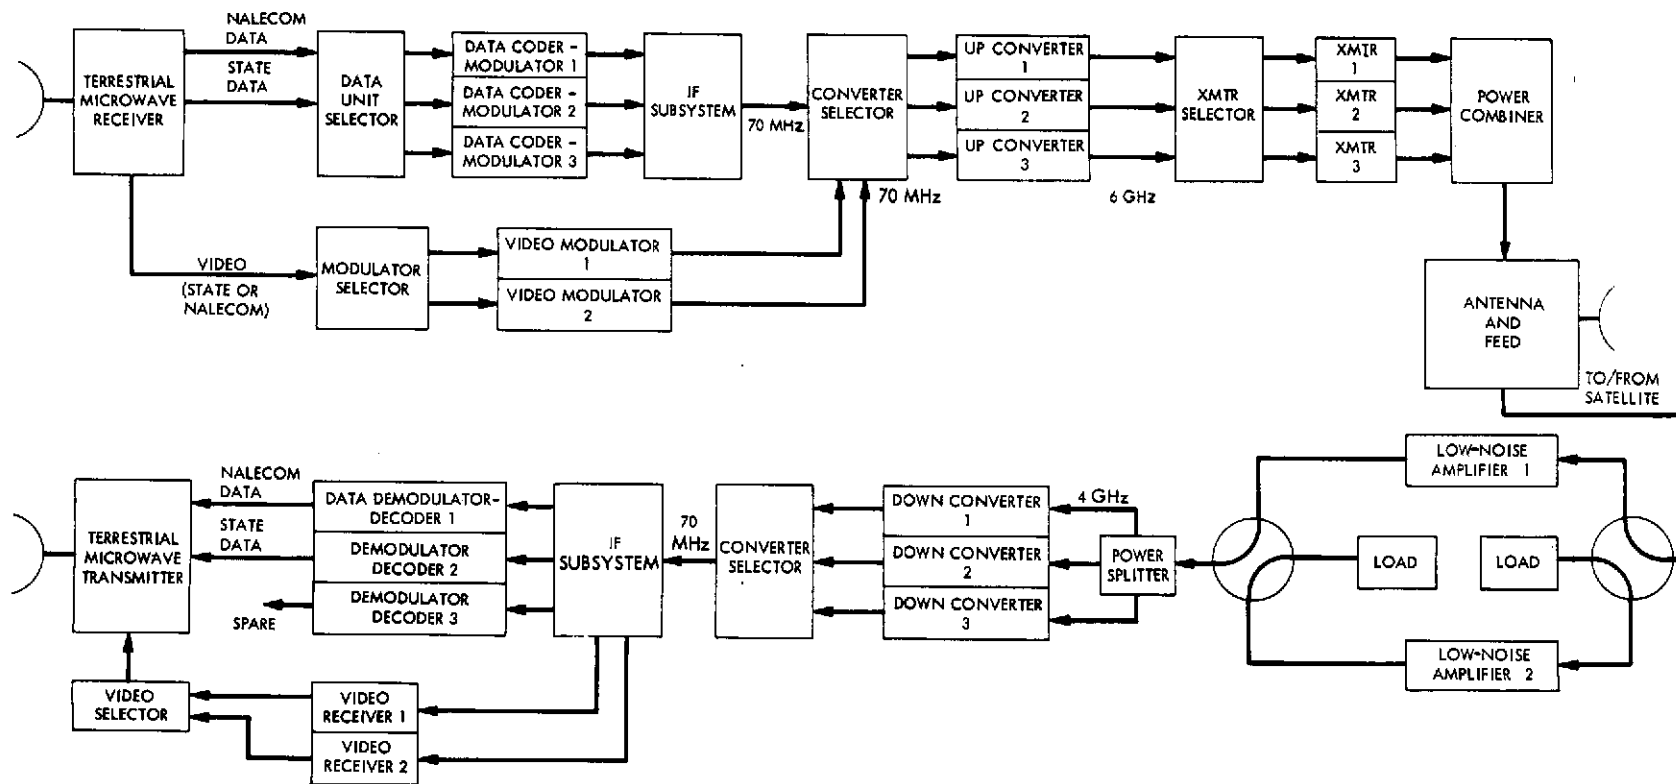 NALECOM
DATA
STATE
DATA
TERRESTRIAL
MICROWAVE
RECEIVER
DATA
UNIT
SELECTOR
DATA CODER -
MODULATOR 1
DATA CODER -
MODULATOR 2
DATA CODER -
MODULATOR 3
IF
SUBSYSTEM
70 MHz
CONVERTER
SELECTOR
70 MHz
UP CONVERTER
1
UP CONVERTER
2
UP CONVERTER
3
6 GHz
XMTR
SELECTOR
XMTR
1
XMTR
2
XMTR
3
POWER
COMBINER
VIDEO
(STATE OR
NALECOM)
MODULATOR
SELECTOR
VIDEO MODULATOR
1
VIDEO MODULATOR
2
ANTENNA
AND
FEED
TO/FROM
SATELLITE
NALECOM
DATA
STATE
DATA
TERRESTRIAL
MICROWAVE
TRANSMITTER
SPARE
DATA DEMODULATOR-
DECODER 1
DEMODULATOR
DECODER 2
DEMODULATOR
DECODER 3
IF
SUBSYSTEM
70
MHz
CONVERTER
SELECTOR
DOWN CONVERTER
1
DOWN CONVERTER
2
DOWN CONVERTER
3
4 GHz
POWER
SPLITTER
LOW-NOISE
AMPLIFIER 1
LOAD
LOAD
LOW-NOISE
AMPLIFIER 2
VIDEO
SELECTOR
VIDEO
RECEIVER 1
VIDEO
RECEIVER 2